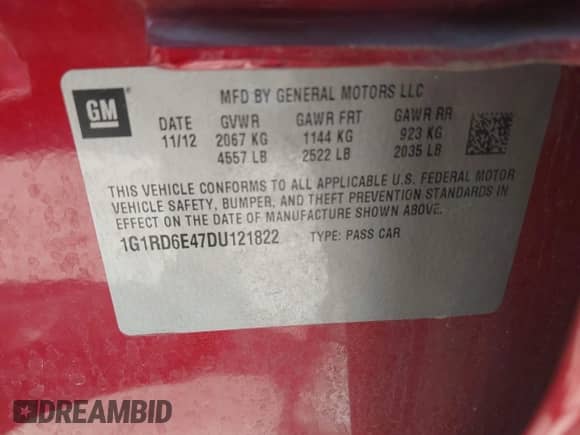 GM
MFD BY GENERAL MOTORS LLC
DATE GVWR GAWR FRT GAWR RR
11/12 2067 KG 1144 KG 923 KG
4557 LB 2522 LB 2035 LB
THIS VEHICLE CONFORMS TO ALL APPLICABLE U.S. FEDERAL MOTOR
VEHICLE SAFETY, BUMPER, AND THEFT PREVENTION STANDARDS IN
EFFECT ON THE DATE OF MANUFACTURE SHOWN ABOVE.
1G1RD6E47DU121822 TYPE: PASS CAR
DREAMBID